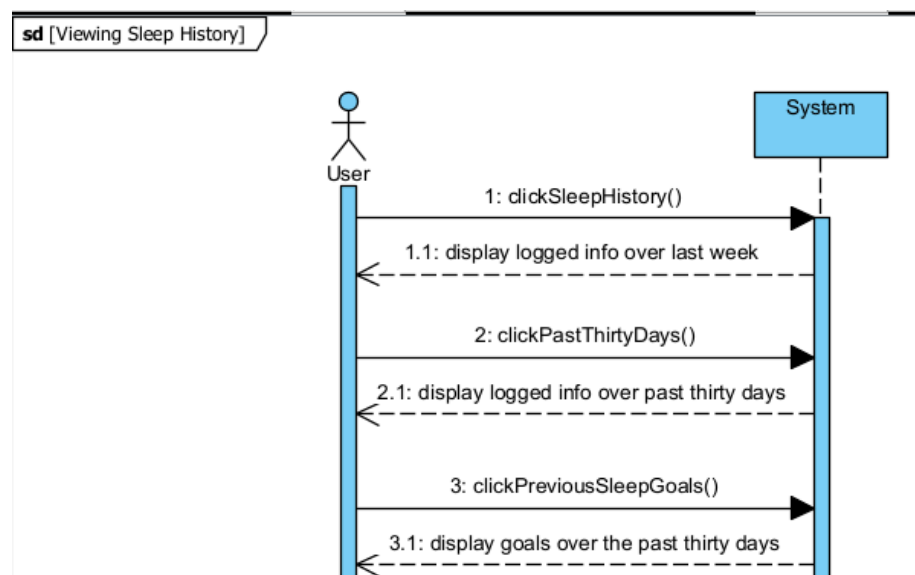 sd [Viewing Sleep History]
User
System
1: clickSleepHistory()
1.1: display logged info over last week
2: clickPastThirtyDays()
2.1: display logged info over past thirty days
3: clickPreviousSleepGoals()
3.1: display goals over the past thirty days